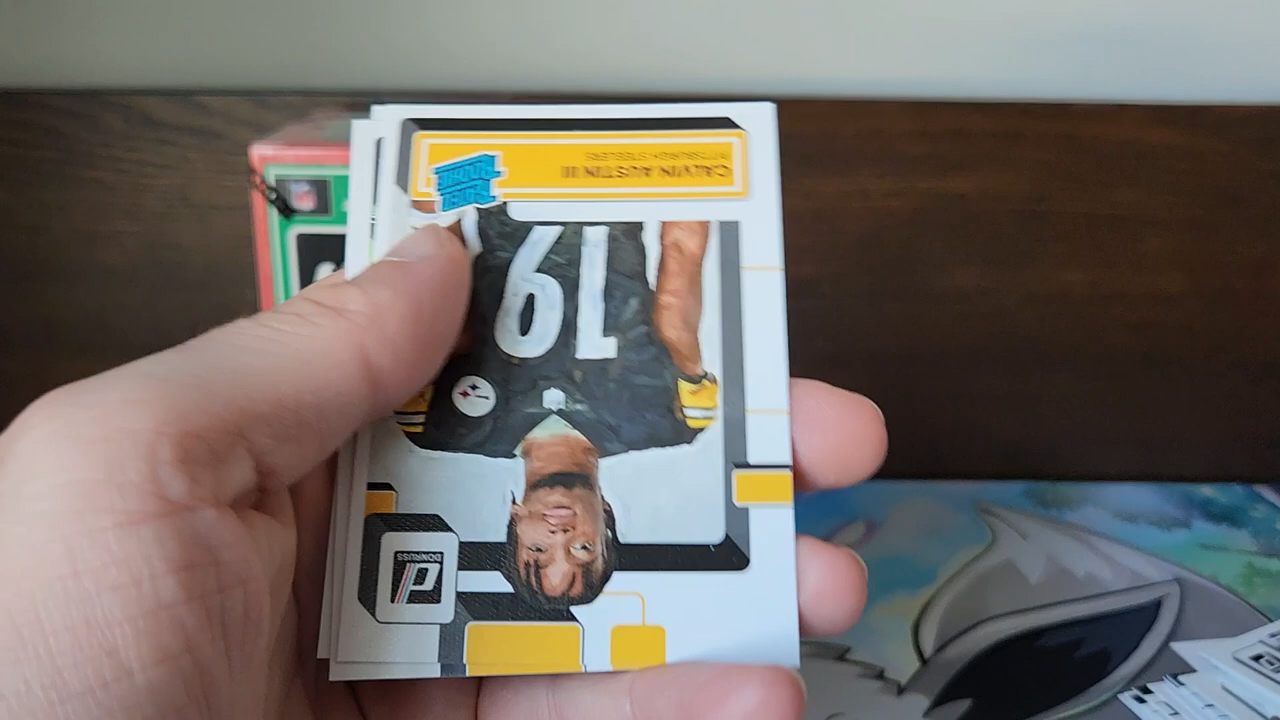 CALVIN AUSTIN III
PITTSBURGH STEELERS
RATED
ROOKIE
19
DONRUSS